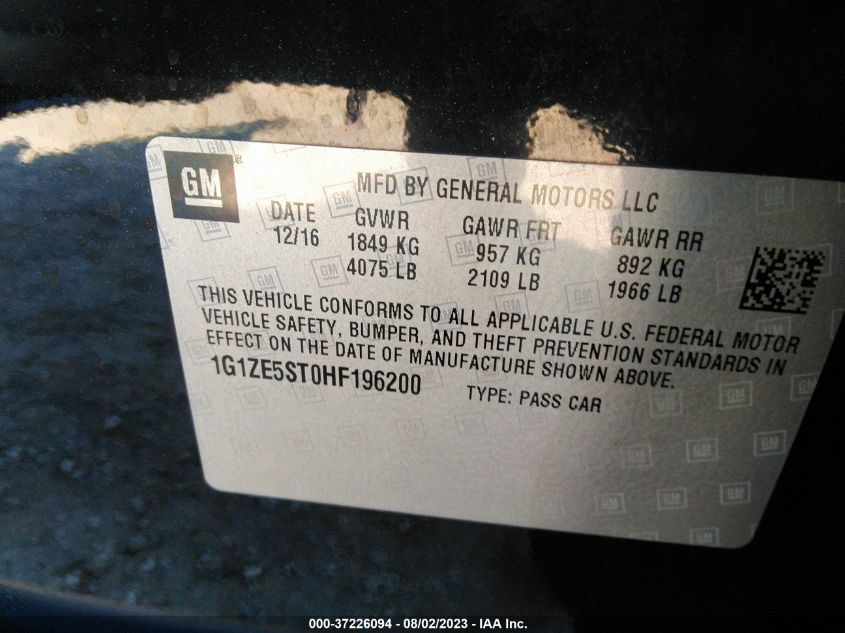 GM
MFD BY GENERAL MOTORS LLC
DATE GVWR GAWR FRT GAWR RR
12/16 1849 KG 957 KG 892 KG
4075 LB 2109 LB 1966 LB
THIS VEHICLE CONFORMS TO ALL APPLICABLE U.S. FEDERAL MOTOR
VEHICLE SAFETY, BUMPER, AND THEFT PREVENTION STANDARDS IN
EFFECT ON THE DATE OF MANUFACTURE SHOWN ABOVE.
1G1ZE5ST0HF196200 TYPE: PASS CAR
000-37226094 — 08/02/2023 — IAA Inc.